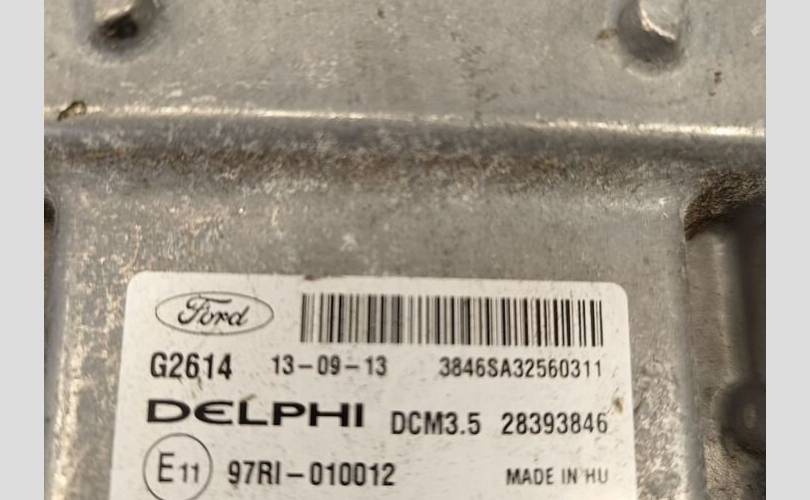 Ford
G2614 13-09-13 3846SA32560311
DELPHI DCM3.5 28393846
E11 97RI-010012 MADE IN HU